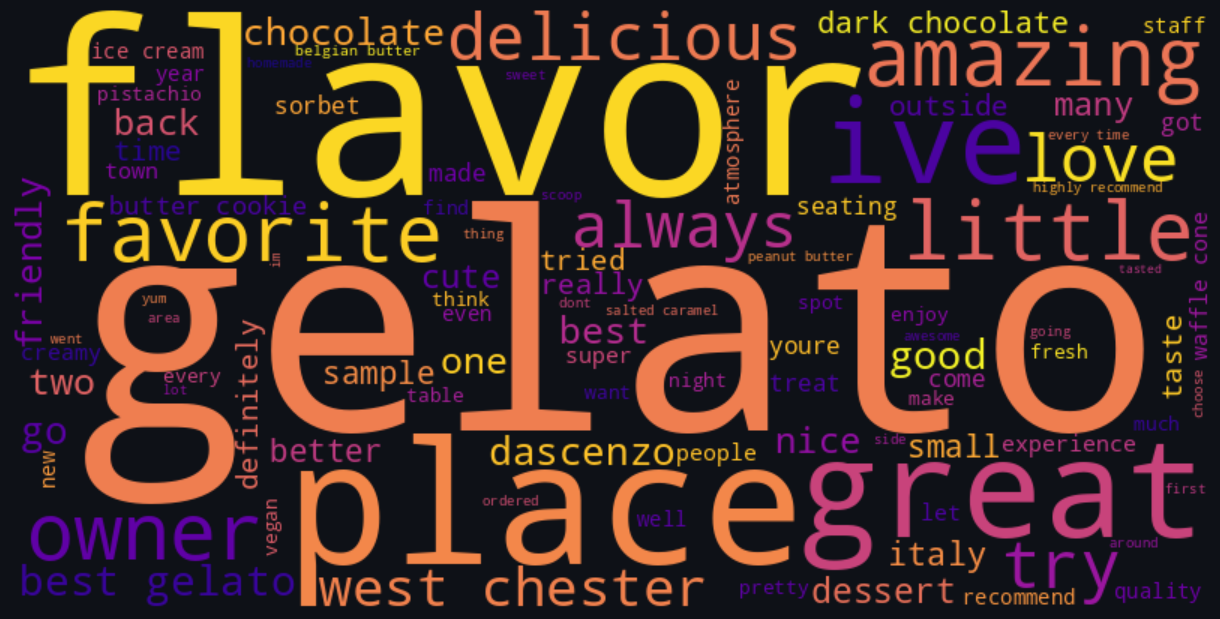 flavor
chocolate
delicious
dark chocolate
staff
ice cream
belgian butter
homemade
amazing
year
sweet
pistachio
sorbet
atmosphere
ive
outside
many
back
got
time
every time
love
town
made
highly recommend
friendly
butter cookie
find
scoop
favorite
thing
always
seating
little
waffle cone
im
tried
peanut butter
tasted
gelato
cute
really
yum
think
dont
salted caramel
spot
enjoy
area
even
best
going
awesome
went
creamy
definitely
super
youre
good
fresh
taste
two
every
lot
sample
one
table
want
night
treat
come
make
choose
go
new
better
dascenzo
people
nice
side
small
experience
much
place
great
first
ordered
owner
vegan
well
let
italy
try
around
best gelato
west chester
pretty
dessert
recommend
quality